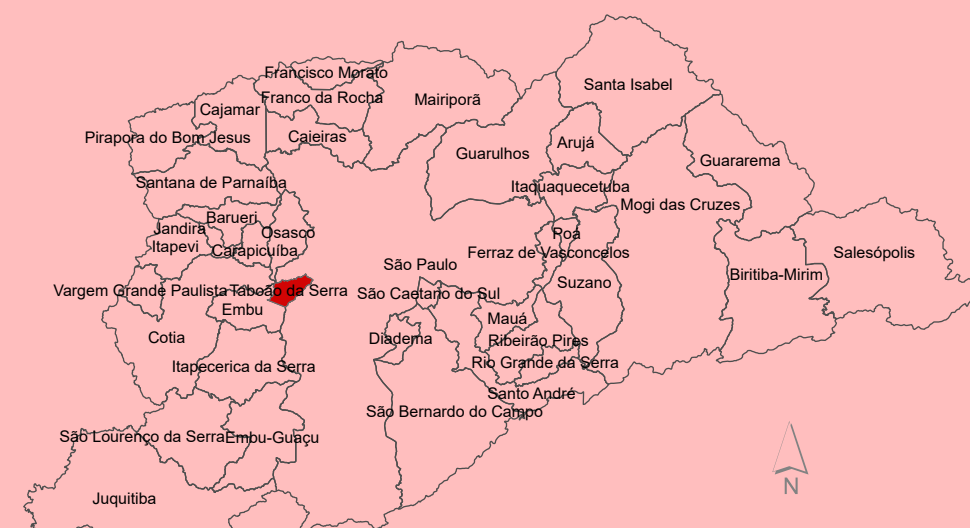 Francisco Morato
Franco da Rocha
Cajamar
Mairiporã
Santa Isabel
Pirapora do Bom Jesus
Caieiras
Guarulhos
Arujá
Guararema
Santana de Parnaíba
Itaquaquecetuba
Mogi das Cruzes
Barueri
Jandira
Osasco
Poá
Itapevi
Carapicuíba
Ferraz de Vasconcelos
Salesópolis
São Paulo
Biritiba-Mirim
Suzano
Vargem Grande Paulista
Taboão da Serra
São Caetano do Sul
Embu
Mauá
Cotia
Diadema
Ribeirão Pires
Itapecerica da Serra
Rio Grande da Serra
Santo André
São Bernardo do Campo
São Lourenço da Serra
Embu-Guaçu
Juquitiba
N